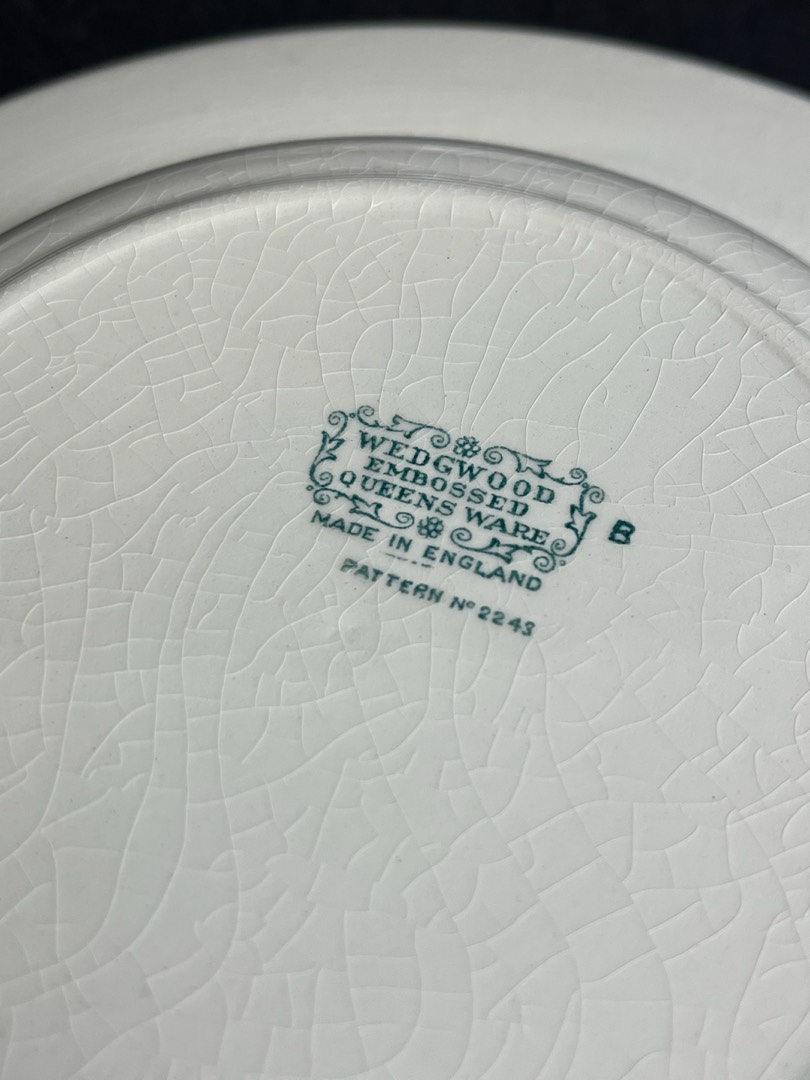 WEDGWOOD
EMBOSSED
QUEENS WARE
MADE IN ENGLAND
PATTERN Nº 2243
B